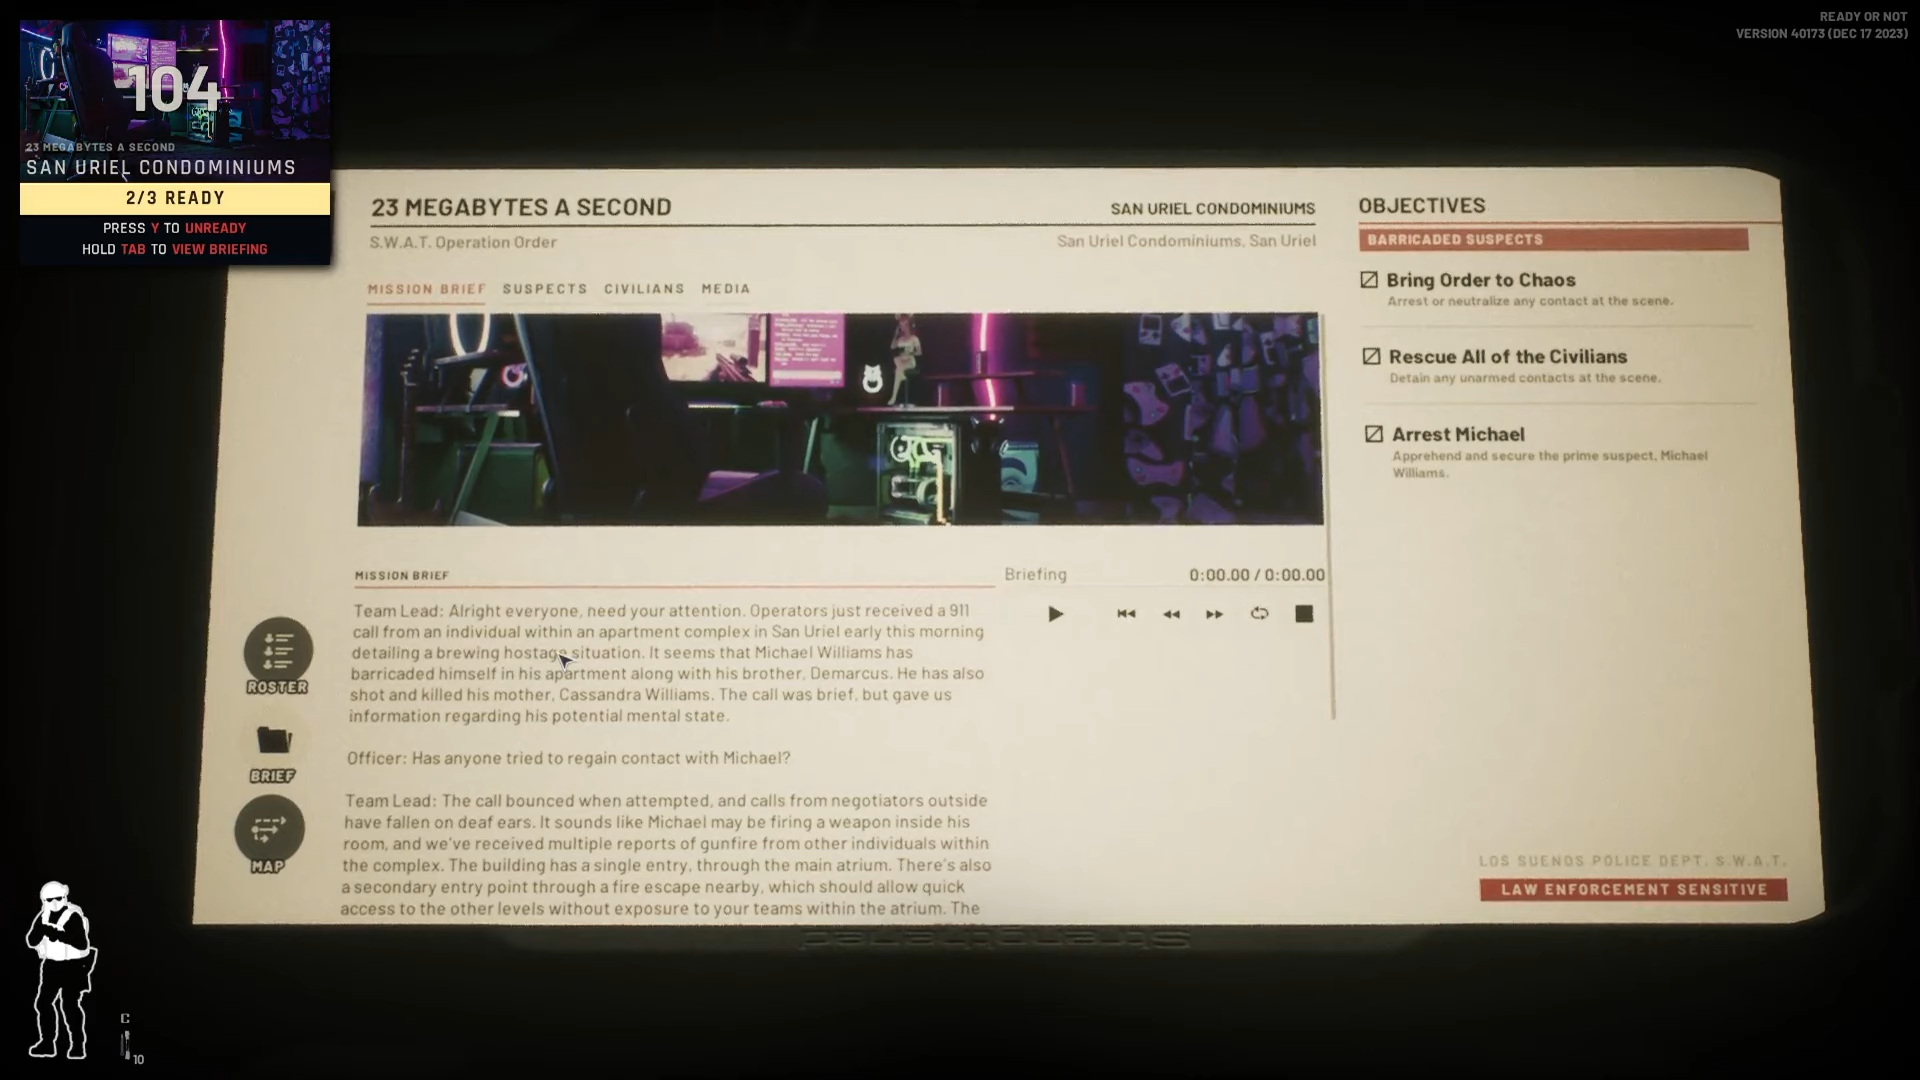 READY OR NOT
VERSION 40173 (DEC 17 2023)
104
23 MEGABYTES A SECOND
SAN URIEL CONDOMINIUMS
2/3 READY
PRESS Y TO UNREADY
HOLD TAB TO VIEW BRIEFING
23 MEGABYTES A SECOND
SAN URIEL CONDOMINIUMS
S.W.A.T. Operation Order
San Uriel Condominiums, San Uriel
MISSION BRIEF SUSPECTS CIVILIANS MEDIA
MISSION BRIEF
Team Lead: Alright everyone, need your attention. Operators just received a 911
call from an individual within an apartment complex in San Uriel early this morning
detailing a brewing hostage situation. It seems that Michael Williams has
barricaded himself in his apartment along with his brother, Demarcus. He has also
shot and killed his mother, Cassandra Williams. The call was brief, but gave us
information regarding his potential mental state.
Officer: Has anyone tried to regain contact with Michael?
Team Lead: The call bounced when attempted, and calls from negotiators outside
have fallen on deaf ears. It sounds like Michael may be firing a weapon inside his
room, and we've received multiple reports of gunfire from other individuals within
the complex. The building has a single entry, through the main atrium. There's also
a secondary entry point through a fire escape nearby, which should allow quick
access to the other levels without exposure to your teams within the atrium. The
Briefing 0:00.00 / 0:00.00
OBJECTIVES
BARRICADED SUSPECTS
Bring Order to Chaos
Arrest or neutralize any contact at the scene.
Rescue All of the Civilians
Detain any unarmed contacts at the scene.
Arrest Michael
Apprehend and secure the prime suspect, Michael
Williams.
ROSTER
BRIEF
MAP
LOS SUENOS POLICE DEPT. S.W.A.T.
LAW ENFORCEMENT SENSITIVE
C
10